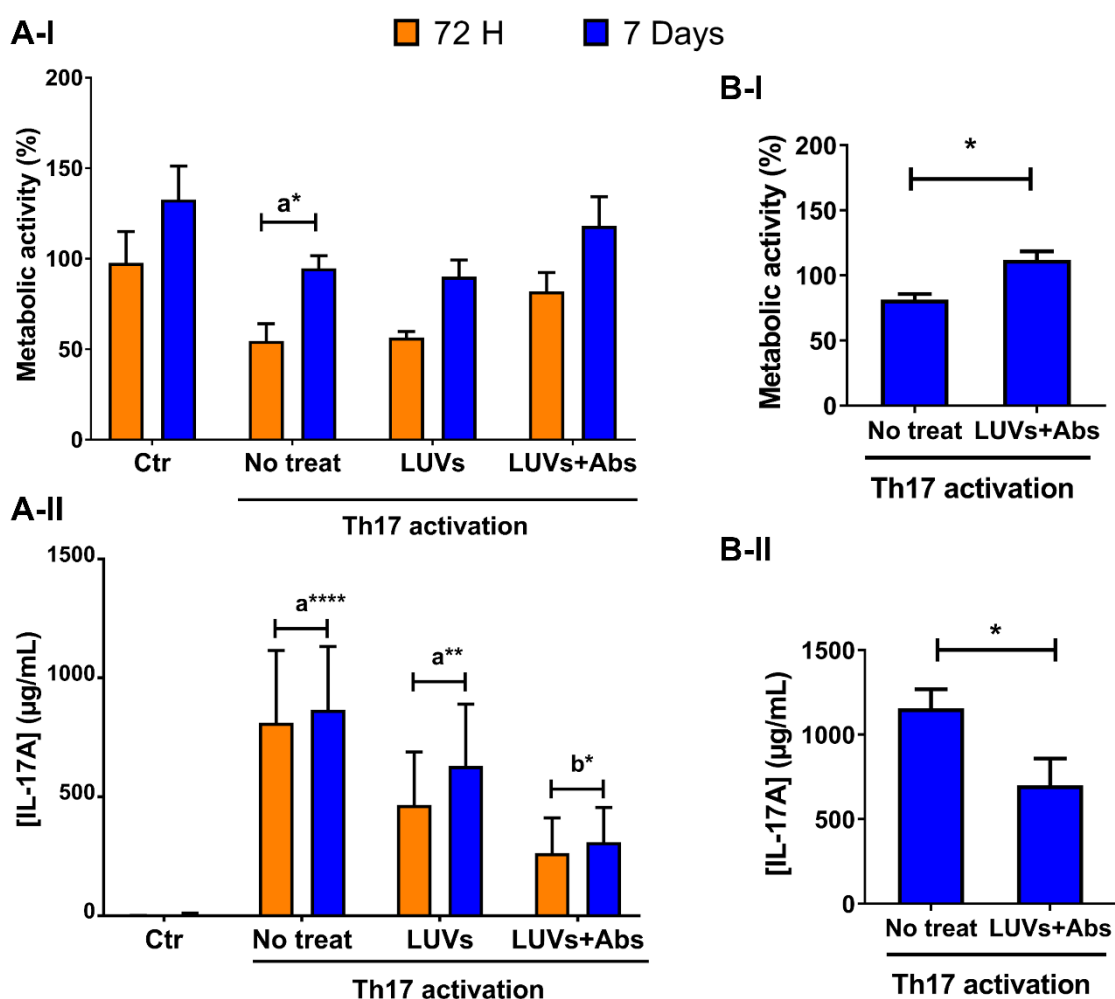 A-I
72 H
7 Days
Metabolic activity (%)
200
150
100
50
0
a*
Ctr
No treat
LUVs
LUVs+Abs
Th17 activation
B-I
Metabolic activity (%)
200
150
100
50
0
*
No treat
LUVs+Abs
Th17 activation
A-II
[IL-17A] (µg/mL)
1500
1000
500
0
a****
a**
b*
Ctr
No treat
LUVs
LUVs+Abs
Th17 activation
B-II
[IL-17A] (µg/mL)
1500
1000
500
0
*
No treat
LUVs+Abs
Th17 activation